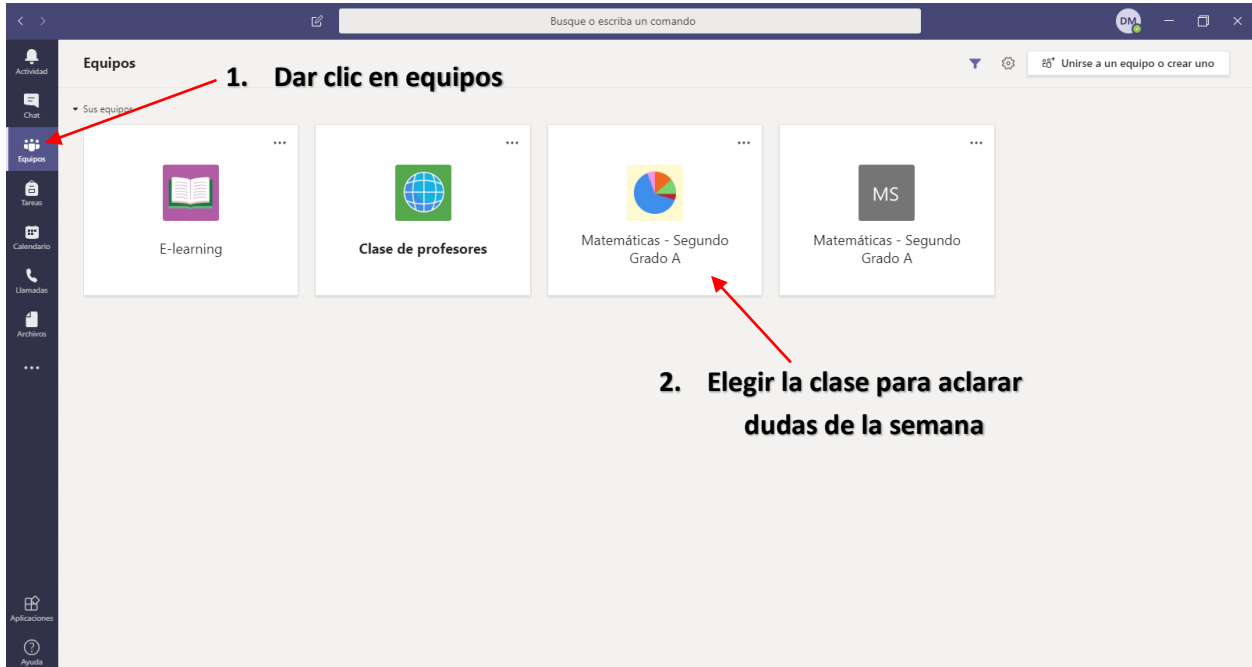 Busque o escriba un comando
DM
Actividad
Chat
Equipos
Tareas
Calendario
Llamadas
Archivos
Aplicaciones
Ayuda
Equipos
Unirse a un equipo o crear uno
1. Dar clic en equipos
Sus equipos
E-learning
Clase de profesores
Matemáticas - Segundo
Grado A
MS
Matemáticas - Segundo
Grado A
2. Elegir la clase para aclarar
dudas de la semana